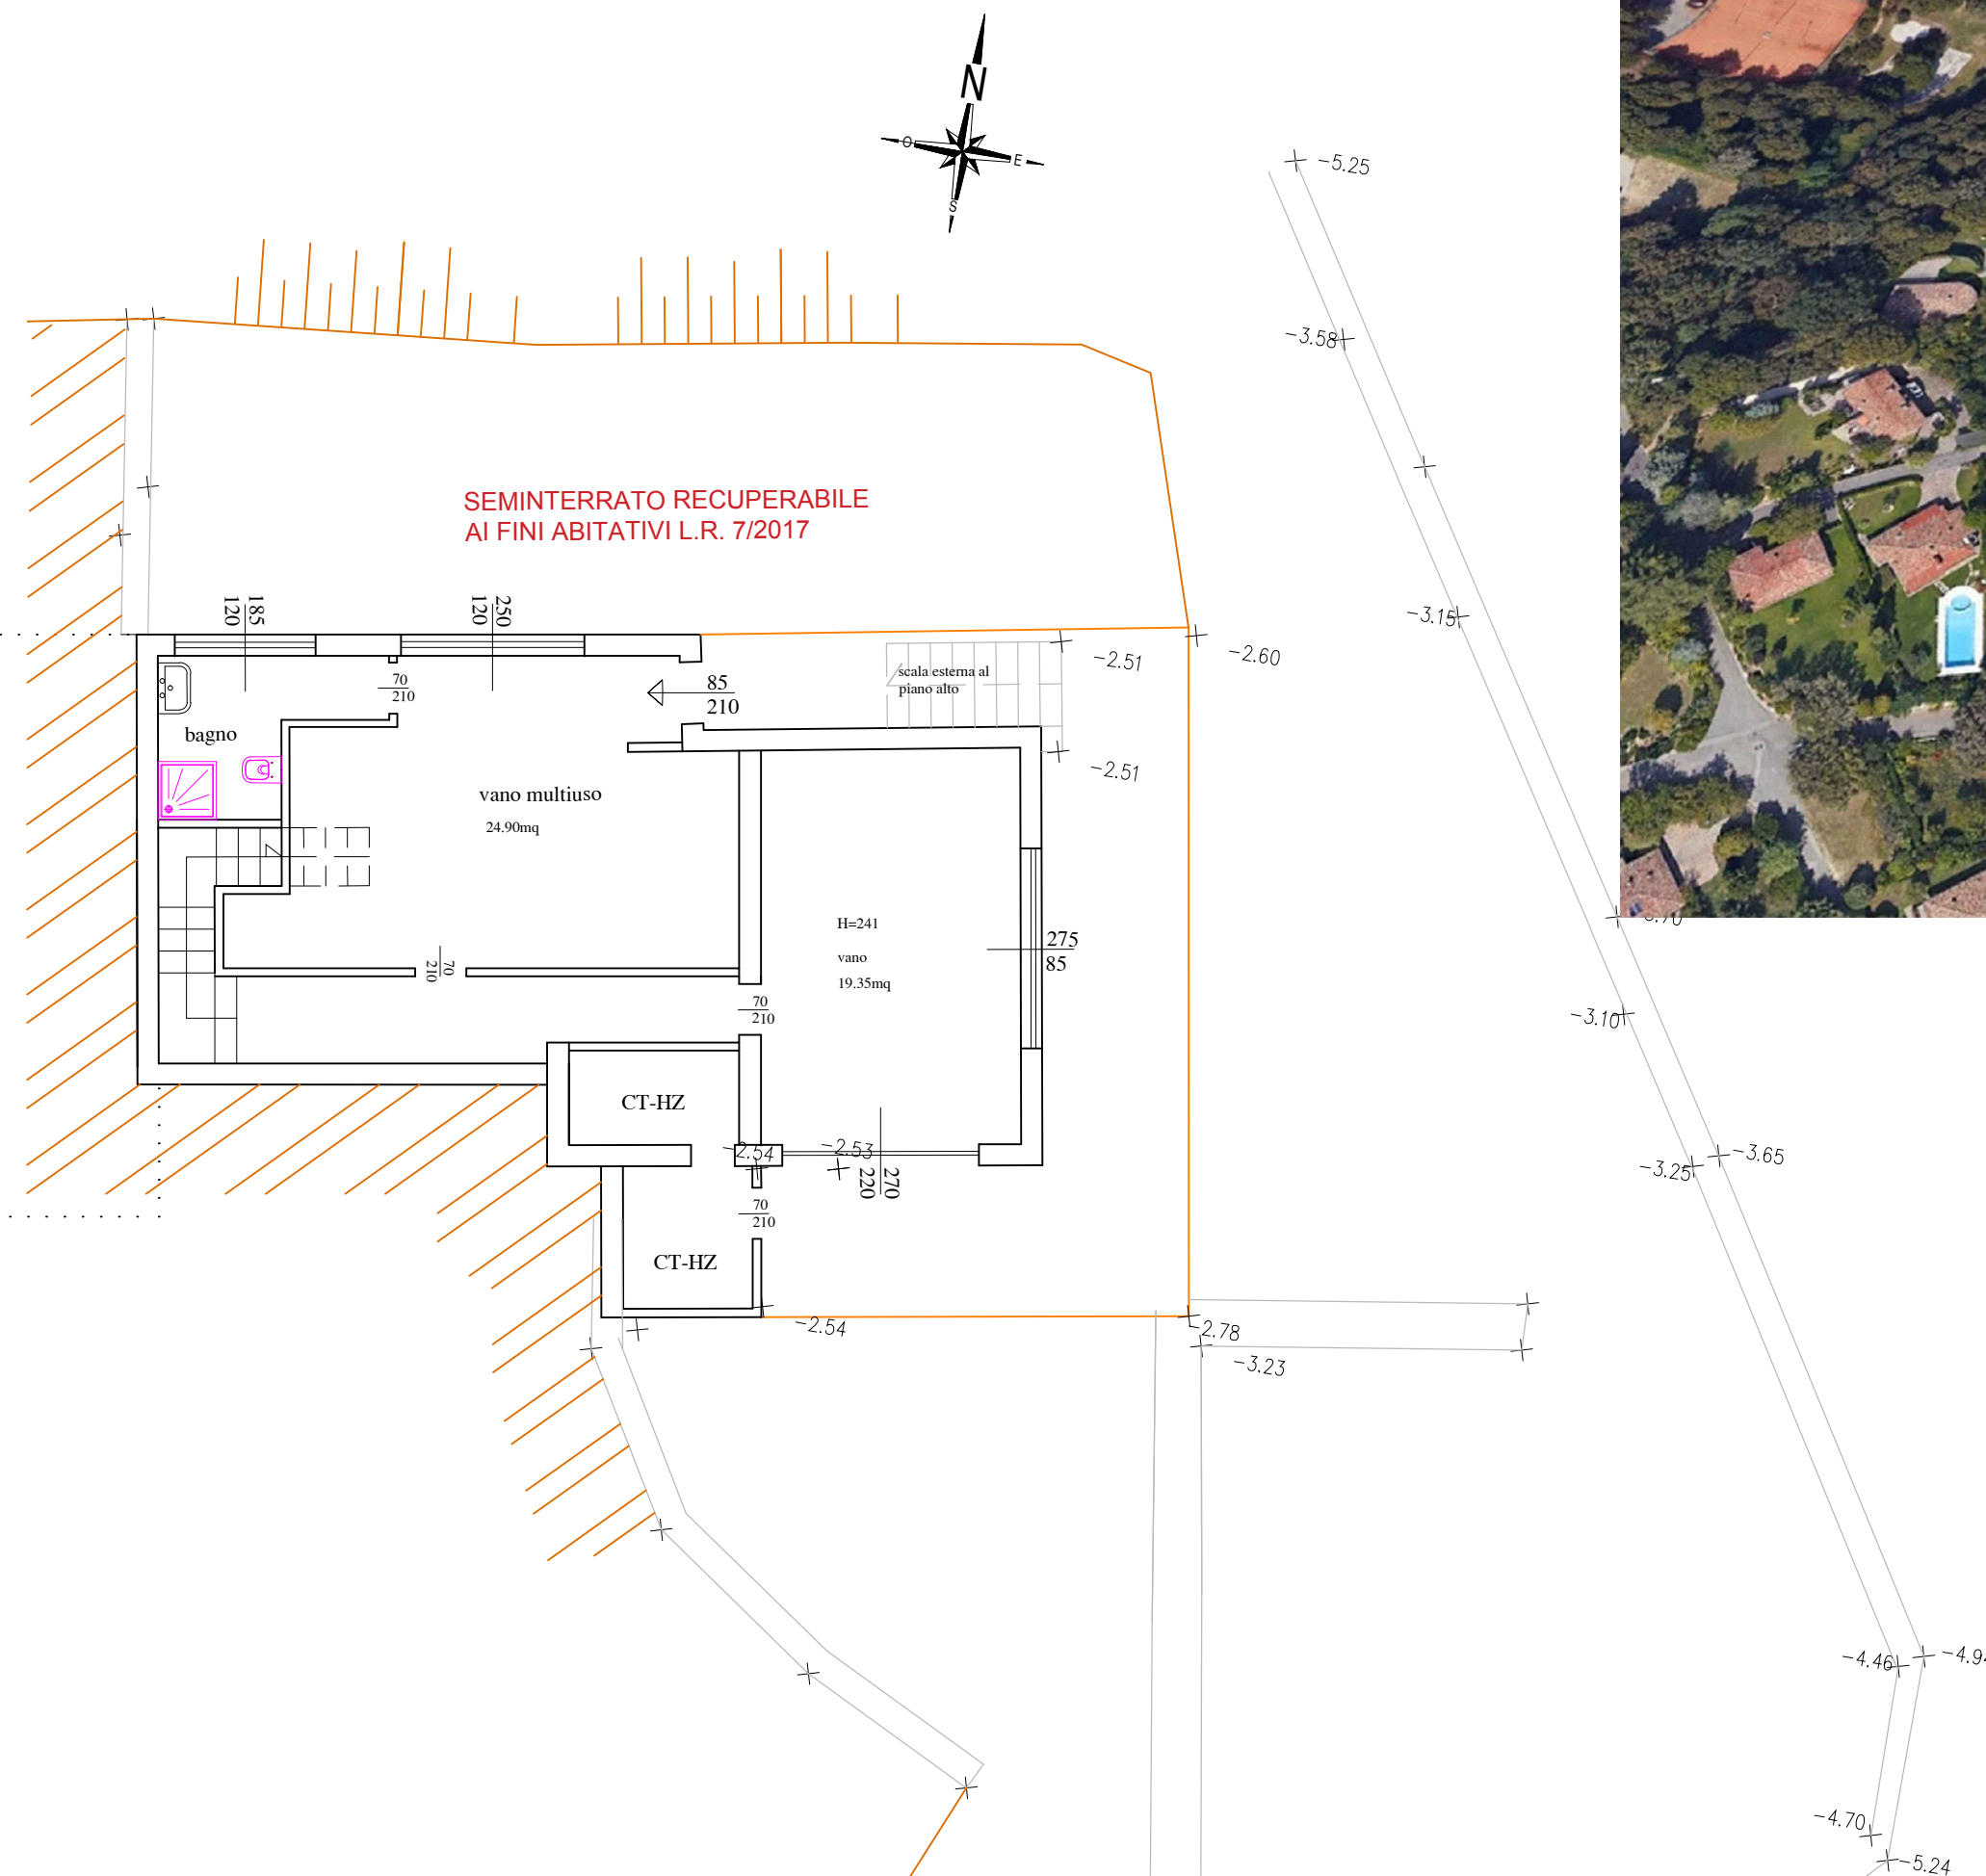 N
O
E
S
-5.25
-3.58
SEMINTERRATO RECUPERABILE
AI FINI ABITATIVI L.R. 7/2017
185
120
250
120
-3.15
-2.60
-2.51
scala esterna al
piano alto
70
210
85
210
bagno
-2.51
vano multiuso
24.90mq
H=241
vano
19.35mq
275
85
70
210
70
210
-3.10
CT-HZ
-2.54
-2.53
270
220
-3.65
-3.25
70
210
CT-HZ
-2.54
-2.78
-3.23
-4.46
-4.70
-5.24